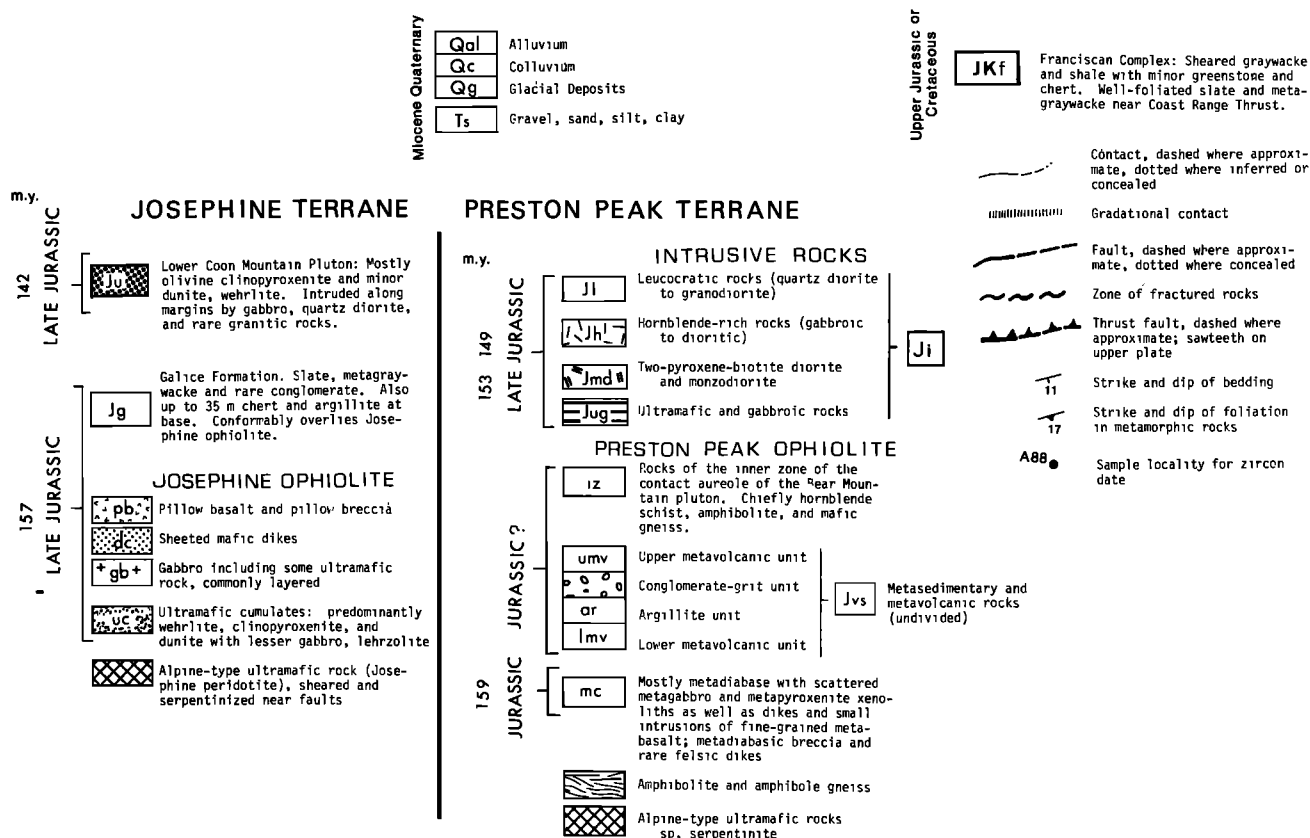 Miocene Quaternary
Qal Alluvium
Qc Colluvium
Qg Glacial Deposits
Ts Gravel, sand, silt, clay
Upper Jurassic or
Cretaceous
JKf
Franciscan Complex: Sheared graywacke
and shale with minor greenstone and
chert. Well-foliated slate and meta-
graywacke near Coast Range Thrust.
Contact, dashed where approxi-
mate, dotted where inferred or
concealed
Gradational contact
Fault, dashed where approxi-
mate, dotted where concealed
Zone of fractured rocks
Thrust fault, dashed where
approximate; sawteeth on
upper plate
11 Strike and dip of bedding
17 Strike and dip of foliation
in metamorphic rocks
A88 Sample locality for zircon
date
m.y.
JOSEPHINE TERRANE
142
LATE JURASSIC
Ju
Lower Coon Mountain Pluton: Mostly
olivine clinopyroxenite and minor
dunite, wehrlite. Intruded along
margins by gabbro, quartz diorite,
and rare granitic rocks.
157
LATE JURASSIC
Jg
Galice Formation. Slate, metagray-
wacke and rare conglomerate. Also
up to 35 m chert and argillite at
base. Conformably overlies Jose-
phine ophiolite.
JOSEPHINE OPHIOLITE
pb Pillow basalt and pillow breccia
dc Sheeted mafic dikes
+ gb + Gabbro including some ultramafic
rock, commonly layered
uc Ultramafic cumulates: predominantly
wehrlite, clinopyroxenite, and
dunite with lesser gabbro, lehrzolite
Alpine-type ultramafic rock (Jose-
phine peridotite), sheared and
serpentinized near faults
PRESTON PEAK TERRANE
m.y.
INTRUSIVE ROCKS
153 149
LATE JURASSIC
Jl Leucocratic rocks (quartz diorite
to granodiorite)
Jh Hornblende-rich rocks (gabbroic
to dioritic)
Jmd Two-pyroxene-biotite diorite
and monzodiorite
Jug Ultramafic and gabbroic rocks
Ji
PRESTON PEAK OPHIOLITE
JURASSIC ?
iz
Rocks of the inner zone of the
contact aureole of the Bear Moun-
tain pluton. Chiefly hornblende
schist, amphibolite, and mafic
gneiss.
umv Upper metavolcanic unit
Conglomerate-grit unit
ar Argillite unit
lmv Lower metavolcanic unit
Jvs Metasedimentary and
metavolcanic rocks
(undivided)
159
JURASSIC
mc
Mostly metadiabase with scattered
metagabbro and metapyroxenite xeno-
liths as well as dikes and small
intrusions of fine-grained meta-
basalt; metadiabasic breccia and
rare felsic dikes
Amphibolite and amphibole gneiss
Alpine-type ultramafic rocks
sp. serpentinite